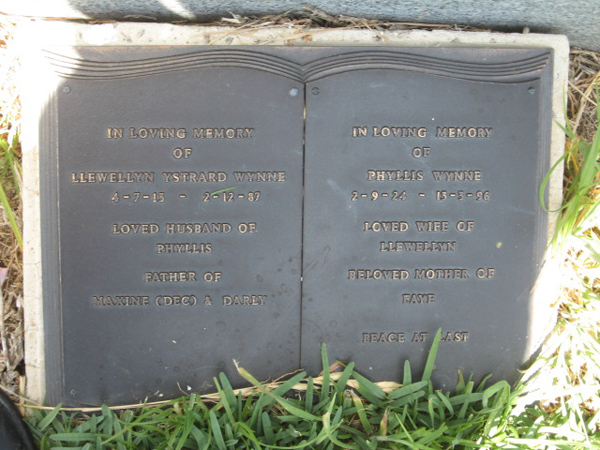 IN LOVING MEMORY
OF
LLEWELLYN YSTRARD WYNNE
4-7-13 - 2-12-87
LOVED HUSBAND OF
PHYLLIS
FATHER OF
MAXINE (DEC) & DARLY
IN LOVING MEMORY
OF
PHYLLIS WYNNE
2-9-24 - 15-5-96
LOVED WIFE OF
LLEWELLYN
BELOVED MOTHER OF
FAYE
PEACE AT LAST